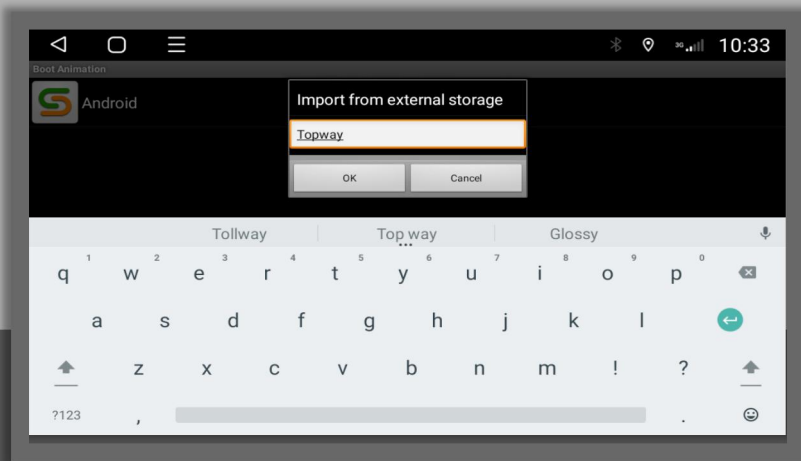 3G 10:33
Boot Animation
Android
Import from external storage
Topway
OK Cancel
Tollway Top way Glossy
...
q 1 w 2 e 3 r 4 t 5 y 6 u 7 i 8 o 9 p 0
a s d f g h j k l
z x c v b n m ! ?
?123 , .